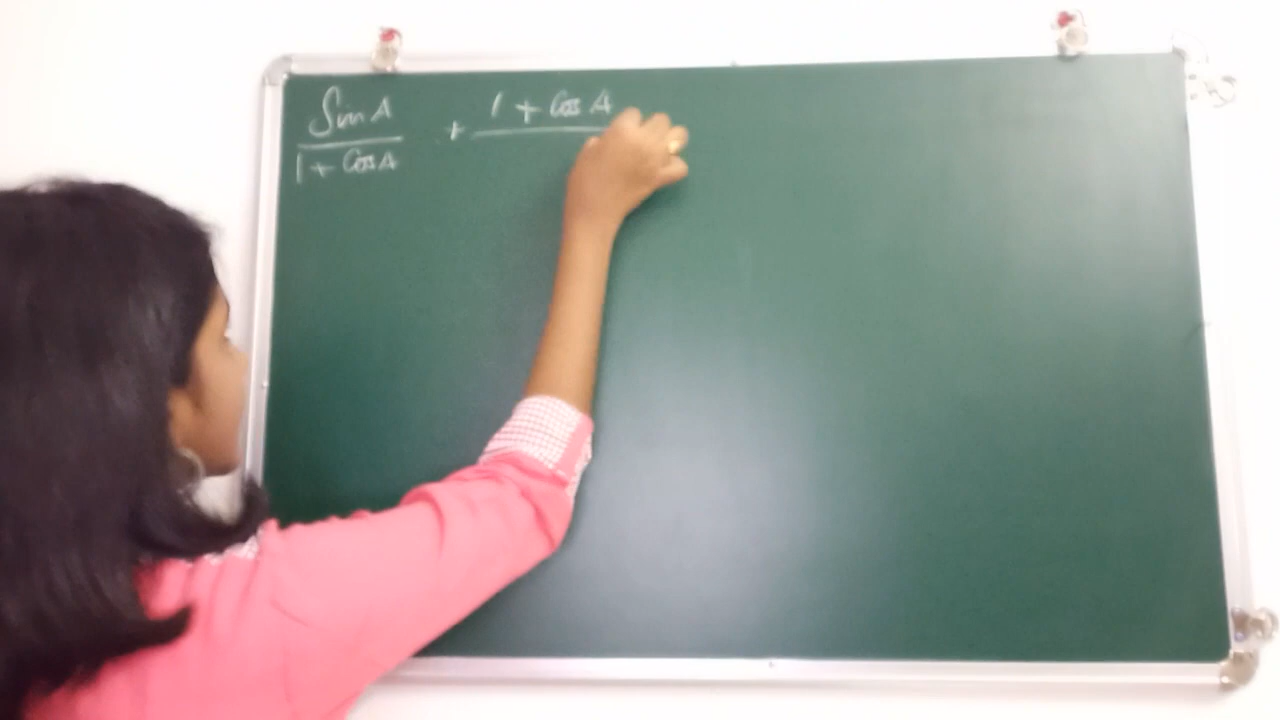 Sin A + 1 + Cos A
1 + Cos A